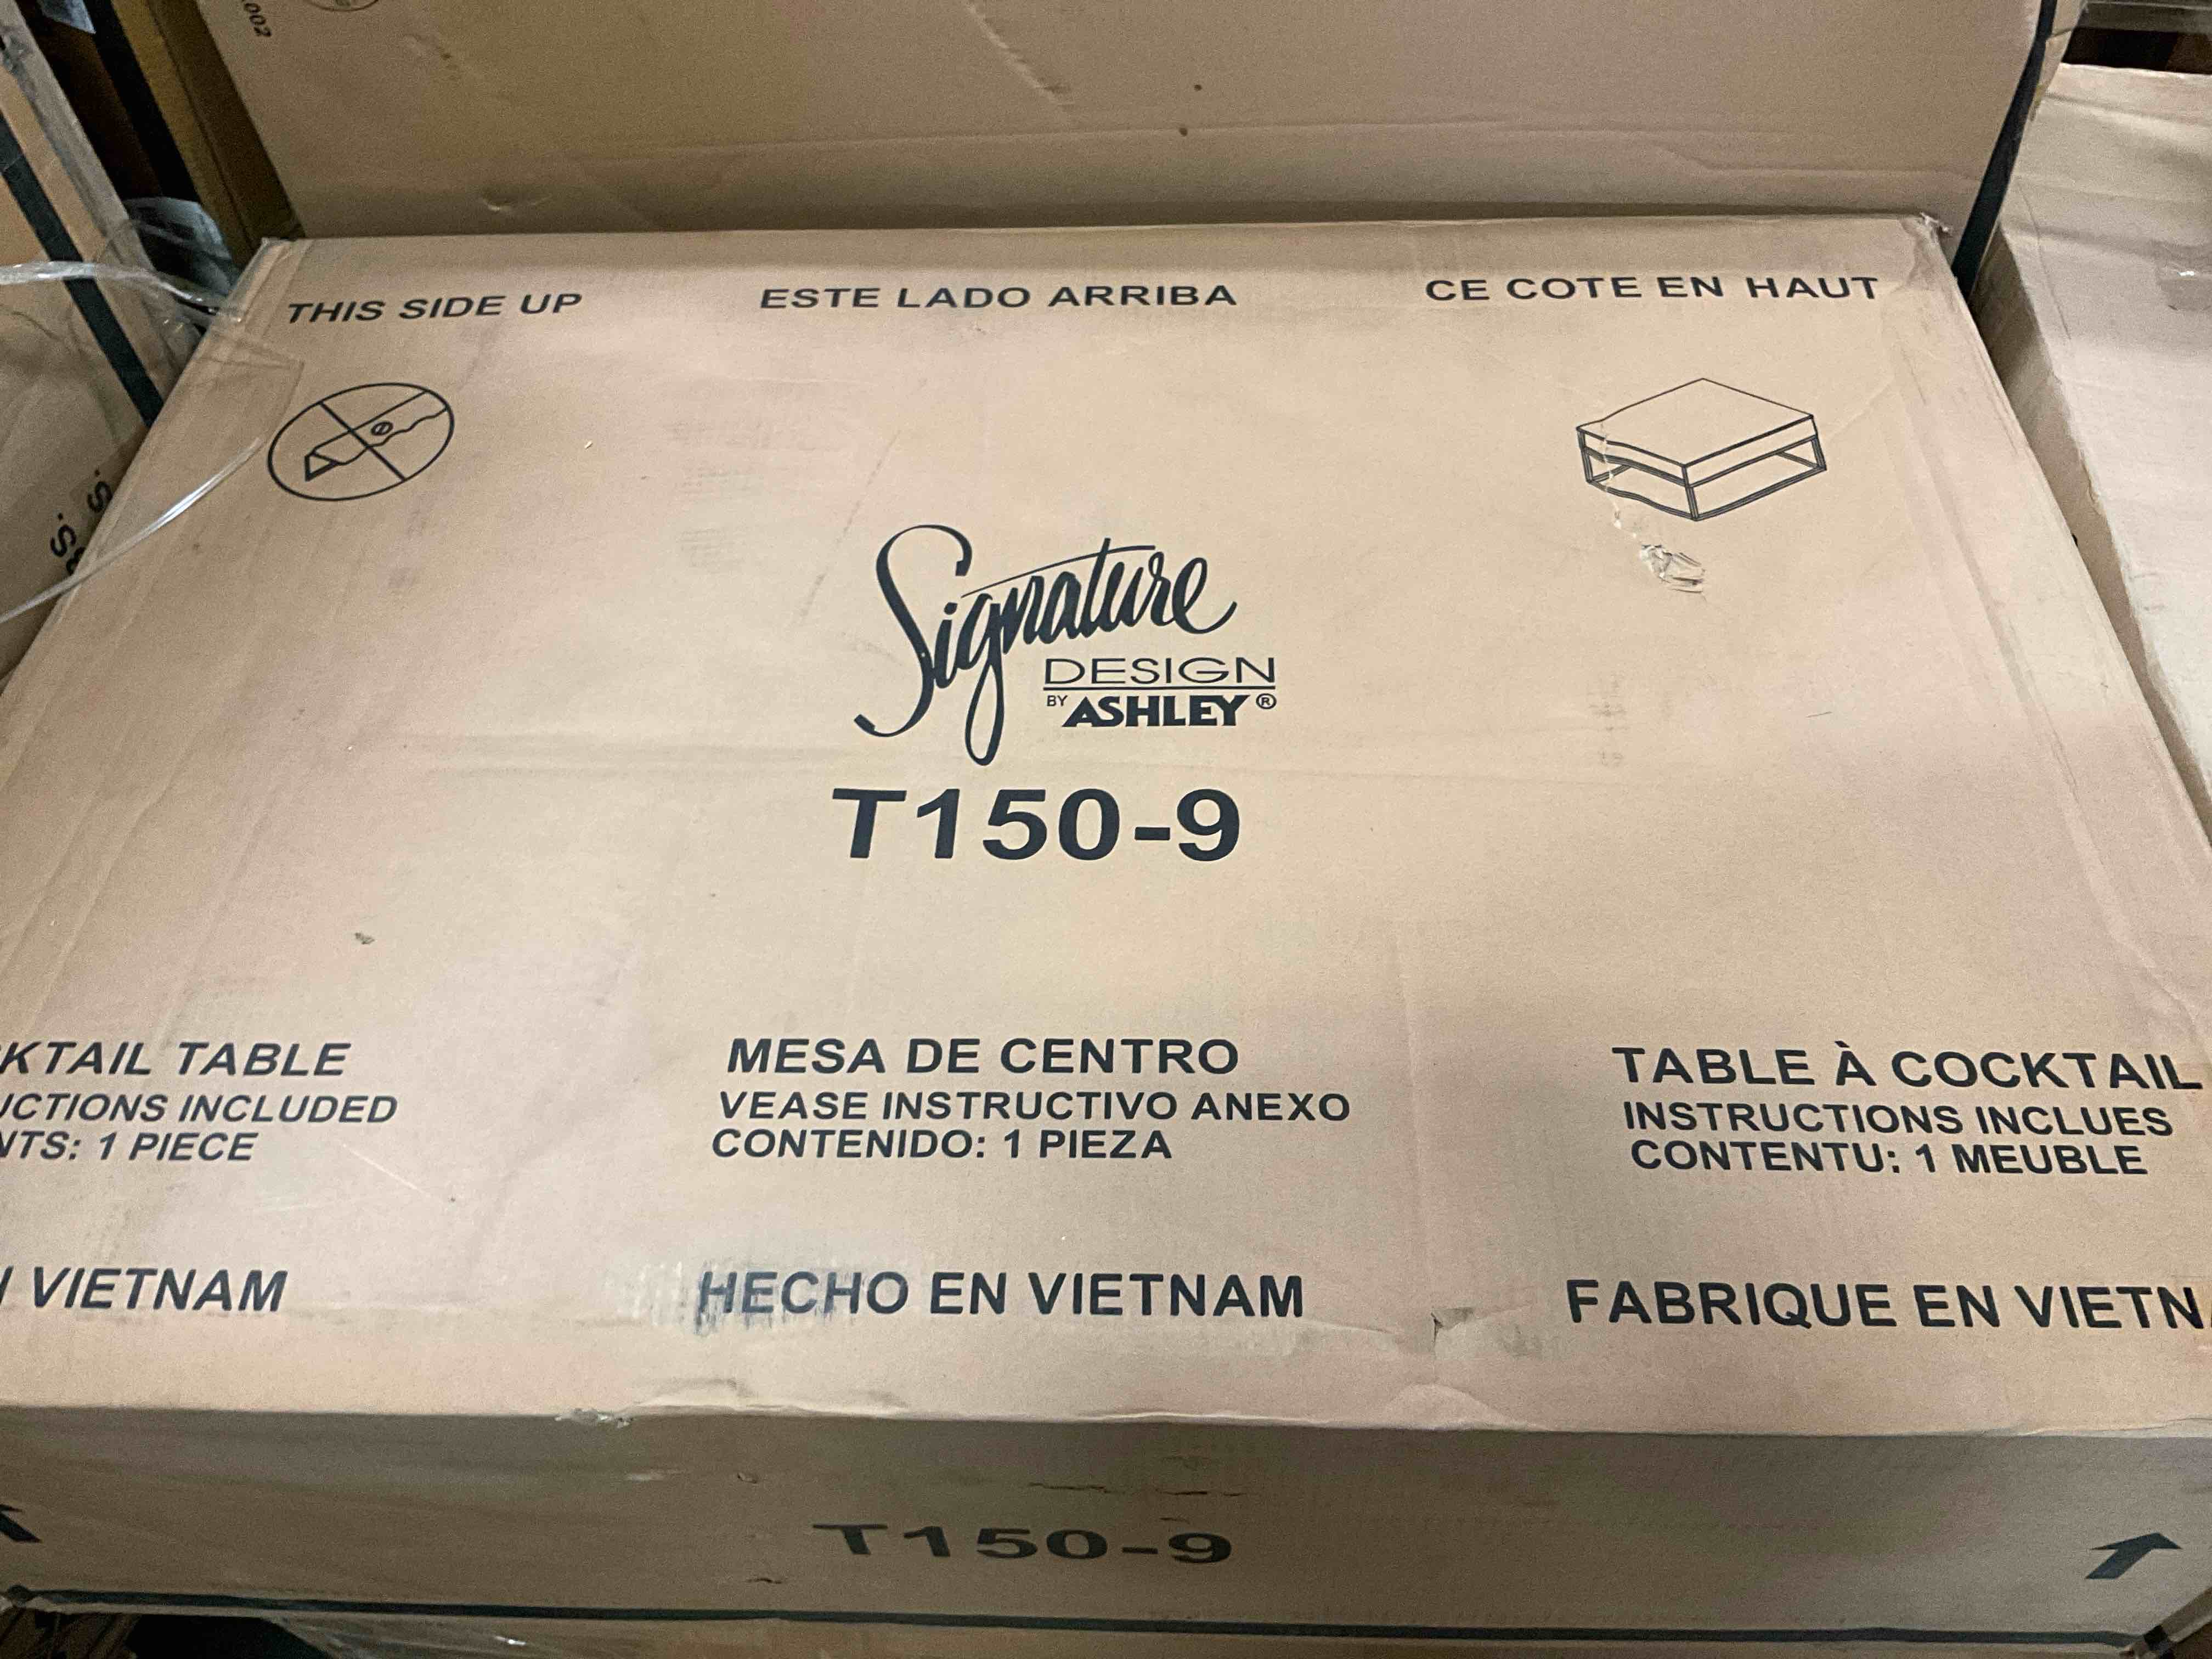 .002
THIS SIDE UP
ESTE LADO ARRIBA
CE COTE EN HAUT
Signature
DESIGN
BY ASHLEY®
T150-9
KTAIL TABLE
UCTIONS INCLUDED
NTS: 1 PIECE
MESA DE CENTRO
VEASE INSTRUCTIVO ANEXO
CONTENIDO: 1 PIEZA
TABLE À COCKTAIL
INSTRUCTIONS INCLUES
CONTENTU: 1 MEUBLE
VIETNAM
HECHO EN VIETNAM
FABRIQUE EN VIETN
T150-9